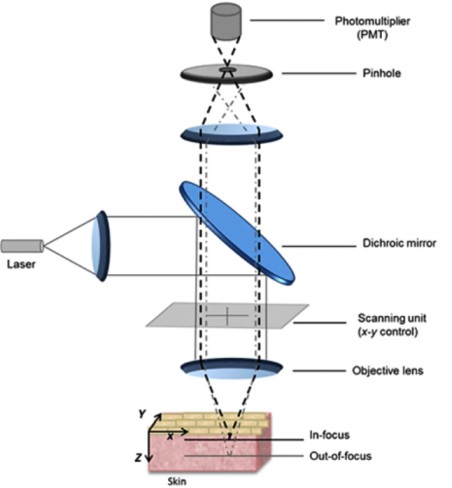 Photomultiplier
(PMT)
Pinhole
Dichroic mirror
Laser
Scanning unit
(x-y control)
Objective lens
Y
X
Z
In-focus
Out-of-focus
Skin